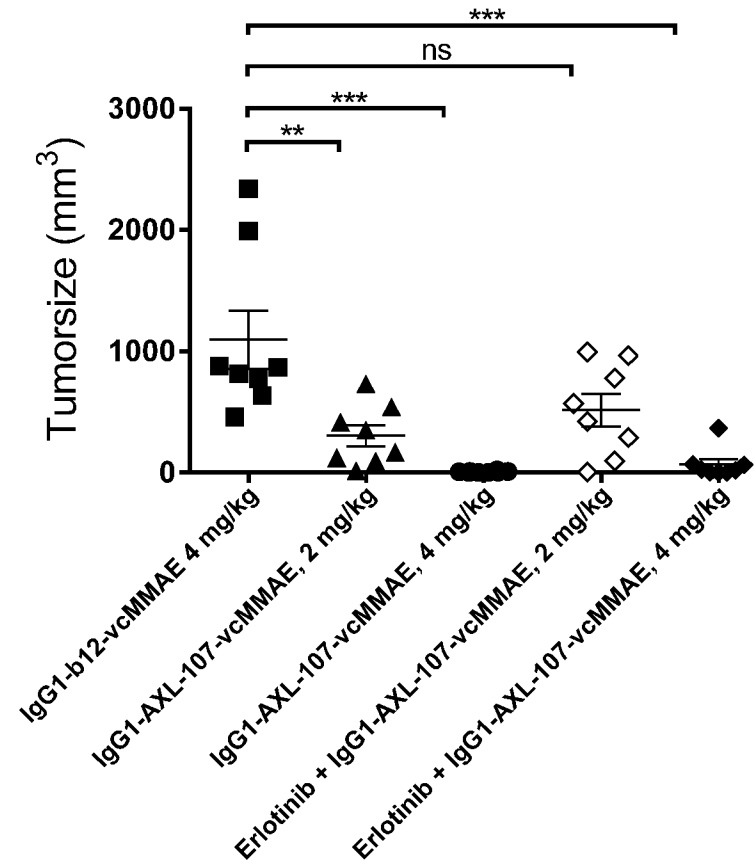 ***
ns
***
**
Tumorsize (mm³)
3000
2000
1000
0
IgG1-b12-vcMMAE 4 mg/kg
IgG1-AXL-107-vcMMAE, 2 mg/kg
IgG1-AXL-107-vcMMAE, 4 mg/kg
Erlotinib + IgG1-AXL-107-vcMMAE, 2 mg/kg
Erlotinib + IgG1-AXL-107-vcMMAE, 4 mg/kg